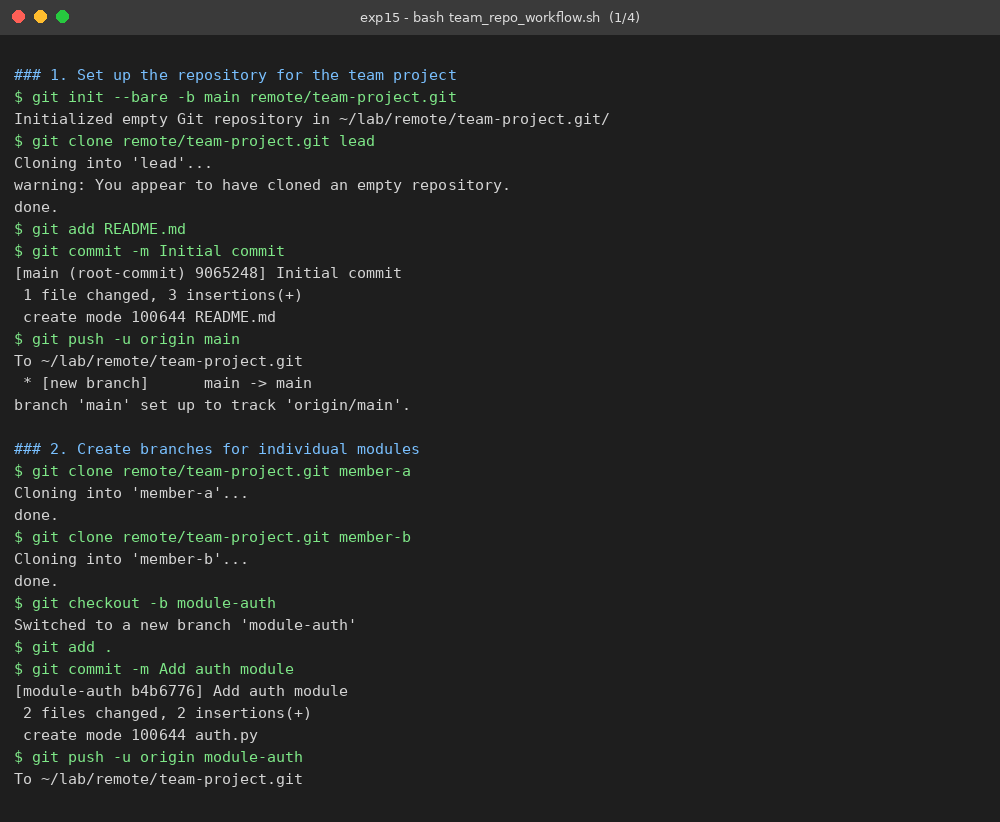 exp15 - bash team_repo_workflow.sh  (1/4)
### 1. Set up the repository for the team project
$ git init --bare -b main remote/team-project.git
Initialized empty Git repository in ~/lab/remote/team-project.git/
$ git clone remote/team-project.git lead
Cloning into 'lead'...
warning: You appear to have cloned an empty repository.
done.
$ git add README.md
$ git commit -m Initial commit
[main (root-commit) 9065248] Initial commit
 1 file changed, 3 insertions(+)
 create mode 100644 README.md
$ git push -u origin main
To ~/lab/remote/team-project.git
 * [new branch]      main -> main
branch 'main' set up to track 'origin/main'.
### 2. Create branches for individual modules
$ git clone remote/team-project.git member-a
Cloning into 'member-a'...
done.
$ git clone remote/team-project.git member-b
Cloning into 'member-b'...
done.
$ git checkout -b module-auth
Switched to a new branch 'module-auth'
$ git add .
$ git commit -m Add auth module
[module-auth b4b6776] Add auth module
 2 files changed, 2 insertions(+)
 create mode 100644 auth.py
$ git push -u origin module-auth
To ~/lab/remote/team-project.git